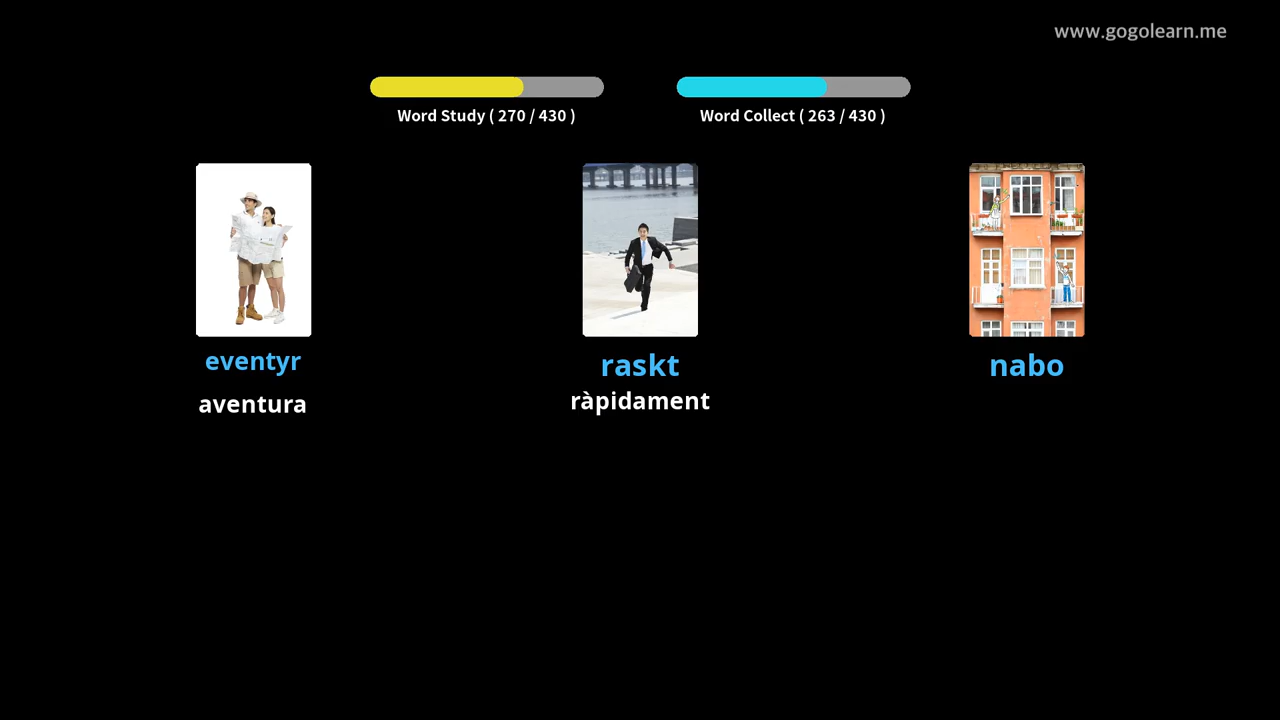 www.gogolearn.me
Word Study ( 270 / 430 )
Word Collect ( 263 / 430 )
eventyr
aventura
raskt
ràpidament
nabo